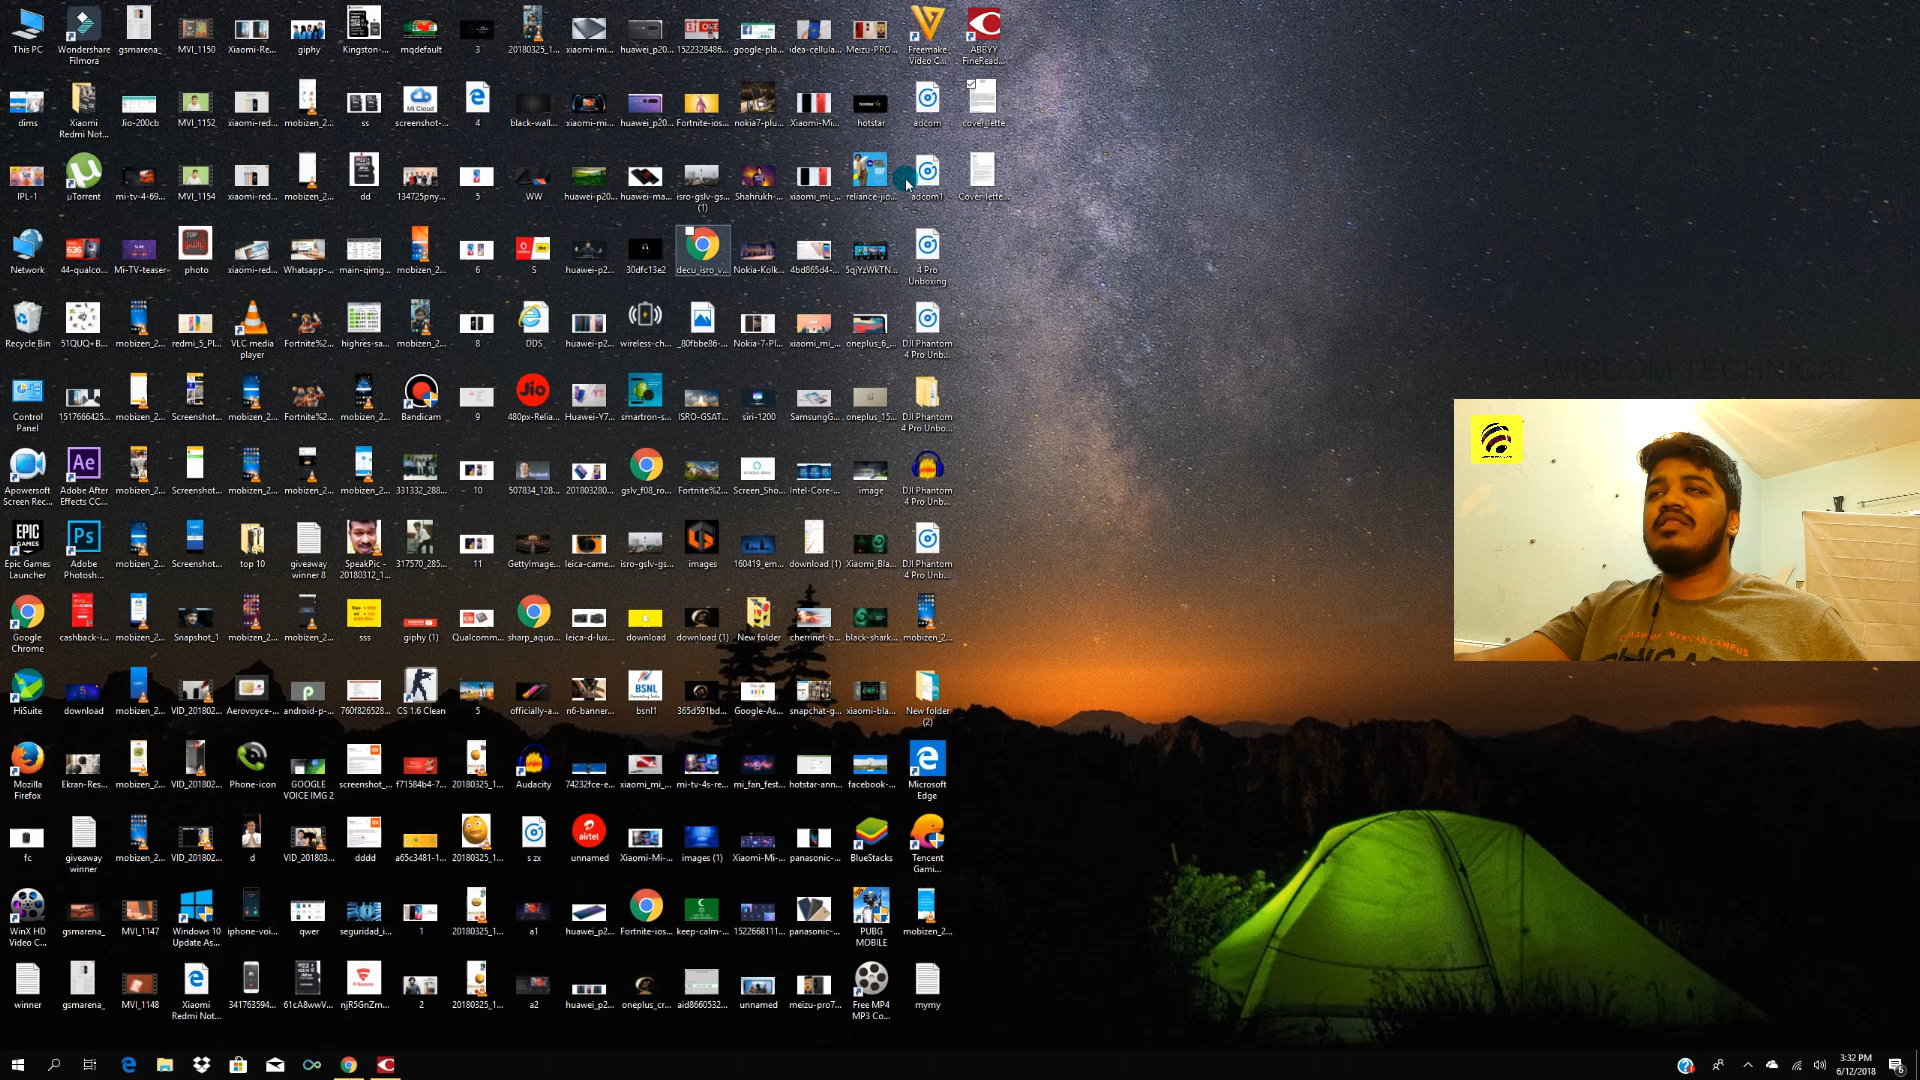 This PC
Wondershare Filmora
gsmarena_
MVI_1150
Xiaomi-Re...
giphy
Kingston-...
mqdefault
3
20180325_1...
xiaomi-mi...
huawei_p20...
1522328486...
google-pla...
idea-cellula...
Meizu-PRO...
Freemake Video C...
ABBYY FineRead...
dims
Xiaomi Redmi Not...
Jio-200cb
MVI_1152
xiaomi-red...
mobizen_2...
ss
screenshot-...
4
black-wall...
xiaomi-mi...
huawei_p20...
Fortnite-ios...
nokia7-plu...
Xiaomi-Mi...
hotstar
adcom
cover_lette
IPL-1
µTorrent
mi-tv-4-69...
MVI_1154
xiaomi-red...
mobizen_2...
dd
134725pny...
5
WW
huawei-p20...
huawei-ma...
isro-gslv-gs... (1)
Shahrukh-...
xiaomi_mi_...
reliance-jio...
adcom1
Cover-lette...
Network
44-qualco...
Mi-TV-teaser
photo
xiaomi-red...
Whatsapp-...
main-qimg...
mobizen_2...
6
S
huawei-p2...
30dfc13e2
decu_isro_v...
Nokia-Kolk...
4bd865d4-...
5qjYzWkTN...
4 Pro Unboxing
Recycle Bin
51QUQ+B...
mobizen_2...
redmi_5_Pl...
VLC media player
Fortnite%2...
highres-sa...
mobizen_2...
8
DDS
huawei-p2...
wireless-ch...
_80fbbe86-...
Nokia-7-Pl...
xiaomi_mi_...
oneplus_6_...
DJI Phantom 4 Pro Unb...
Control Panel
1517666425...
mobizen_2...
Screenshot...
mobizen_2...
Fortnite%2...
mobizen_2...
Bandicam
9
480px-Relia...
Huawei-Y7...
smartron-s...
ISRO-GSAT...
siri-1200
SamsungG...
oneplus_15...
DJI Phantom 4 Pro Unbo...
Apowersoft Screen Rec...
Adobe After Effects CC...
mobizen_2...
Screenshot...
mobizen_2...
mobizen_2...
mobizen_2...
331332_288...
10
507834_128...
201803280...
gslv_f08_ro...
Fortnite%2...
Screen_Sho...
Intel-Core-...
image
DJI Phantom 4 Pro Unb...
Epic Games Launcher
Adobe Photosh...
mobizen_2...
Screenshot...
top 10
giveaway winner 8
SpeakPic - 20180312_1...
317570_285...
11
GettyImage...
leica-came...
isro-gslv-gs...
images
160419_em...
download (1)
Xiaomi_Bla...
DJI Phantom 4 Pro Unb...
Google Chrome
cashback-i...
mobizen_2...
Snapshot_1
mobizen_2...
mobizen_2...
sss
giphy (1)
Qualcomm...
sharp_aquo...
leica-d-lux...
download
download (1)
New folder
cherrinet-b...
black-shark...
mobizen_2...
HiSuite
download
mobizen_2...
VID_201802...
Aerovoyce-...
android-p-...
760f826528...
CS 1.6 Clean
5
officially-a...
n6-banner...
bsnl1
365d591bd...
Google-As...
snapchat-g...
xiaomi-bla...
New folder (2)
Mozilla Firefox
Ekran-Res...
mobizen_2...
VID_201802...
Phone-icon
GOOGLE VOICE IMG 2
screenshot_...
f71584b4-7...
20180325_1...
Audacity
74232fce-e...
xiaomi_mi_...
mi-tv-4s-re...
mi_fan_fest...
hotstar-ann...
facebook-...
Microsoft Edge
fc
giveaway winner
mobizen_2...
VID_201802...
d
VID_201803...
dddd
a65c3481-1...
20180325_1...
s zx
unnamed
Xiaomi-Mi-...
images (1)
Xiaomi-Mi-...
panasonic-...
BlueStacks
Tencent Gami...
WinX HD Video C...
gsmarena_
MVI_1147
Windows 10 Update As...
iphone-voi...
qwer
seguridad_i...
1
20180325_1...
a1
huawei_p2...
Fortnite-ios...
keep-calm-...
1522668111...
panasonic-...
PUBG MOBILE
mobizen_2...
winner
gsmarena_
MVI_1148
Xiaomi Redmi Not...
341763594...
61cA8wwV...
njR5GnZm...
2
20180325_1...
a2
huawei_p2...
oneplus_cr...
aid8660532...
unnamed
meizu-pro7...
Free MP4 MP3 Co...
mymy
3:32 PM
6/12/2018